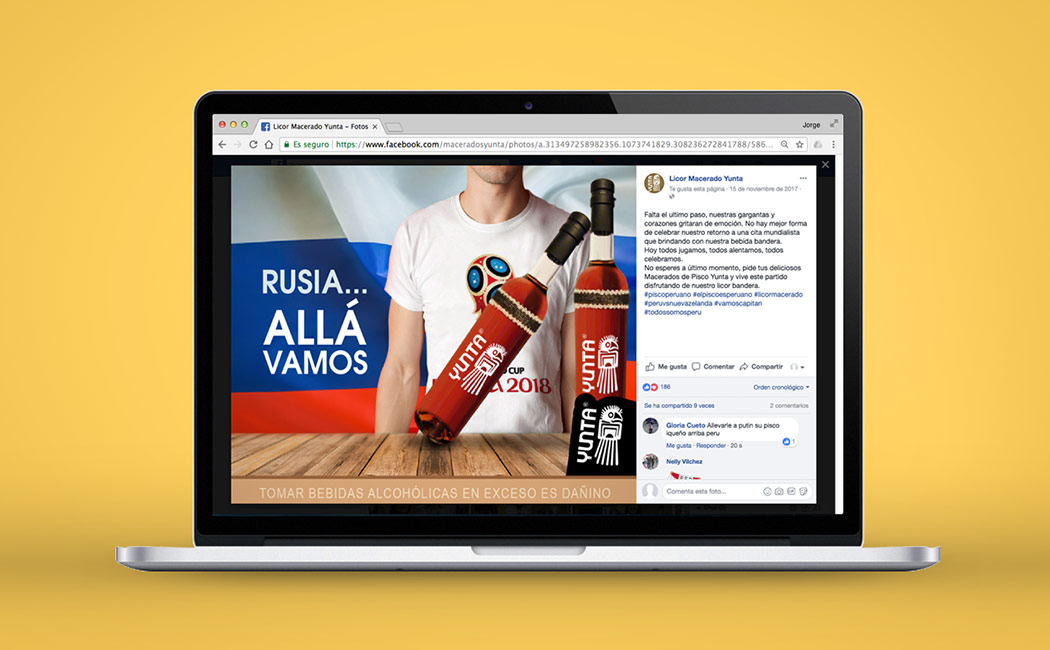 Licor Macerado Yunta – Fotos
Jorge
Es seguro | https://www.facebook.com/maceradosyunta/photos/a.313497258982356.1073741829.308236272841788/586...
RUSIA...
ALLÁ
VAMOS
CUP
2018
YUNTA
YUNTA
YUNTA
TOMAR BEBIDAS ALCOHÓLICAS EN EXCESO ES DAÑINO
Licor Macerado Yunta
Te gusta esta página · 15 de noviembre de 2017 ·
Falta el ultimo paso, nuestras gargantas y
corazones gritaran de emoción. No hay mejor forma
de celebrar nuestro retorno a una cita mundialista
que brindando con nuestra bebida bandera.
Hoy todos jugamos, todos alentamos, todos
celebramos.
No esperes a último momento, pide tus deliciosos
Macerados de Pisco Yunta y vive este partido
disfrutando de nuestro licor bandera.
#piscoperuano #elpiscoesperuano #licormacerado
#peruvsnuevazelanda #vamoscapitan
#todossomosperu
Me gusta Comentar Compartir
186 Orden cronológico
Se ha compartido 9 veces 2 comentarios
Gloria Cueto Allevarle a putin su pisco
iqueño arriba peru
Me gusta · Responder · 20 s 1
Nelly Vilchez
Comenta esta foto...